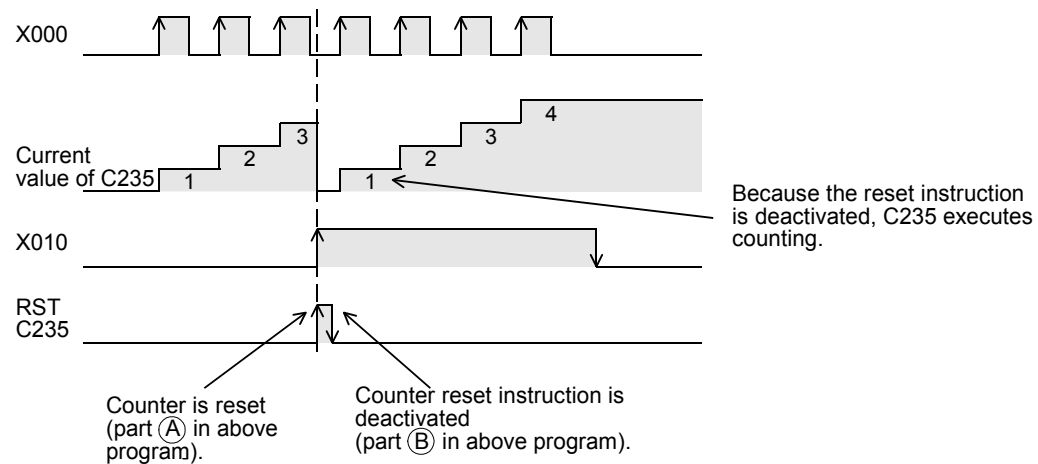 X000
Current
value of C235
1
2
3
1
2
3
4
Because the reset instruction
is deactivated, C235 executes
counting.
X010
RST
C235
Counter is reset
(part A in above
program).
Counter reset instruction is
deactivated
(part B in above program).